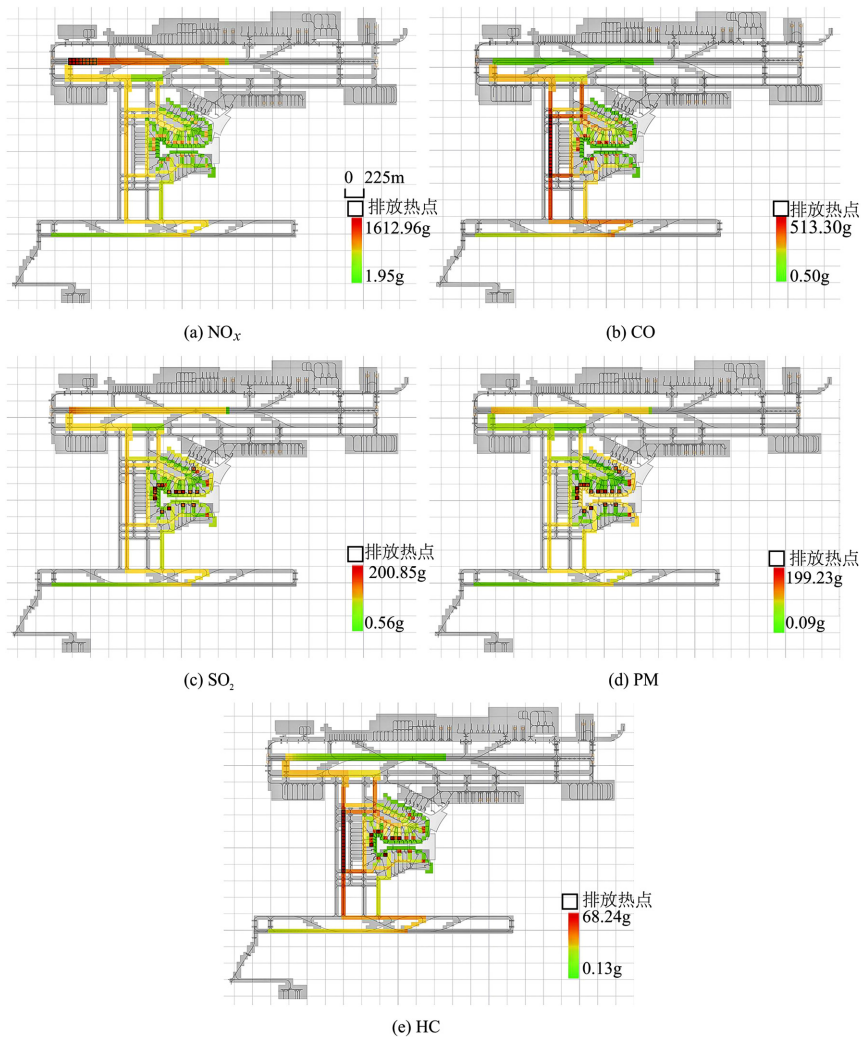 0 225m
排放热点
1612.96g
1.95g
(a) NOx
排放热点
513.30g
0.50g
(b) CO
排放热点
200.85g
0.56g
(c) SO2
排放热点
199.23g
0.09g
(d) PM
排放热点
68.24g
0.13g
(e) HC